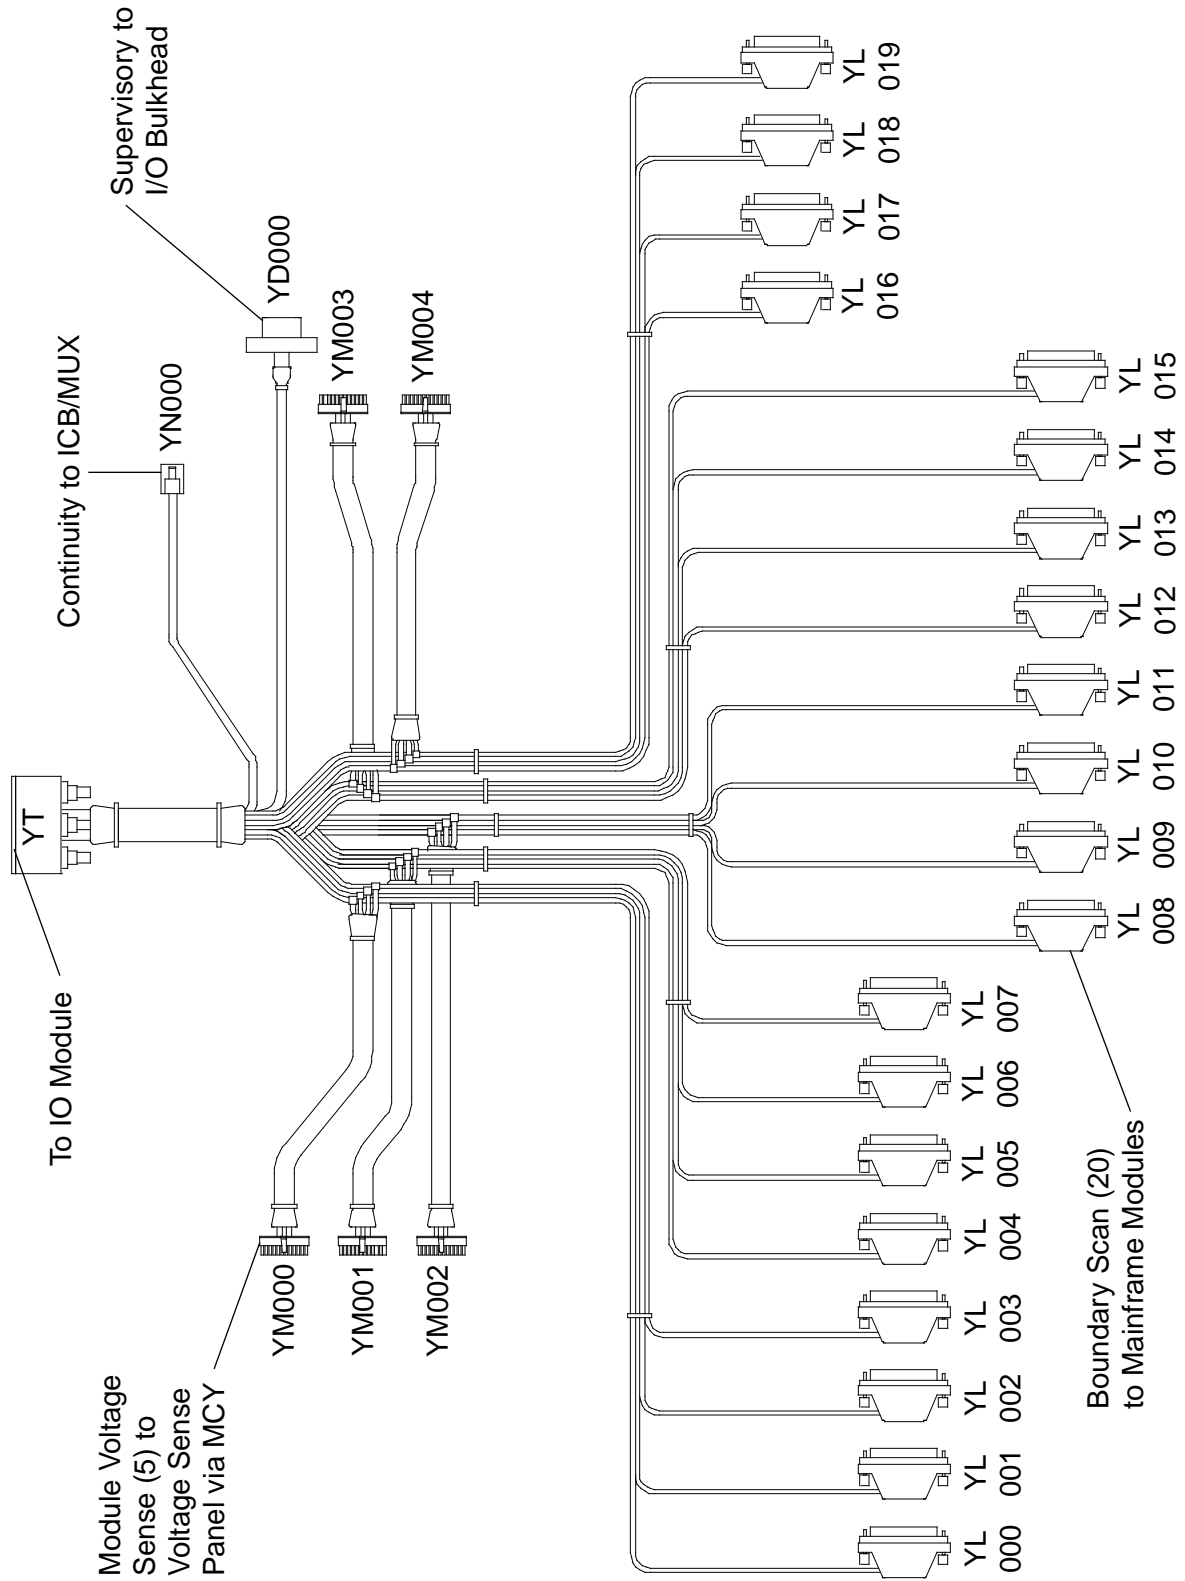 YT
To IO Module
Continuity to ICB/MUX
YN000
Supervisory to
I/O Bulkhead
YD000
YM003
YM004
Module Voltage
Sense (5) to
Voltage Sense
Panel via MCY
YM000
YM001
YM002
YL
000
YL
001
YL
002
YL
003
YL
004
YL
005
YL
006
YL
007
YL
008
YL
009
YL
010
YL
011
YL
012
YL
013
YL
014
YL
015
YL
016
YL
017
YL
018
YL
019
Boundary Scan (20)
to Mainframe Modules